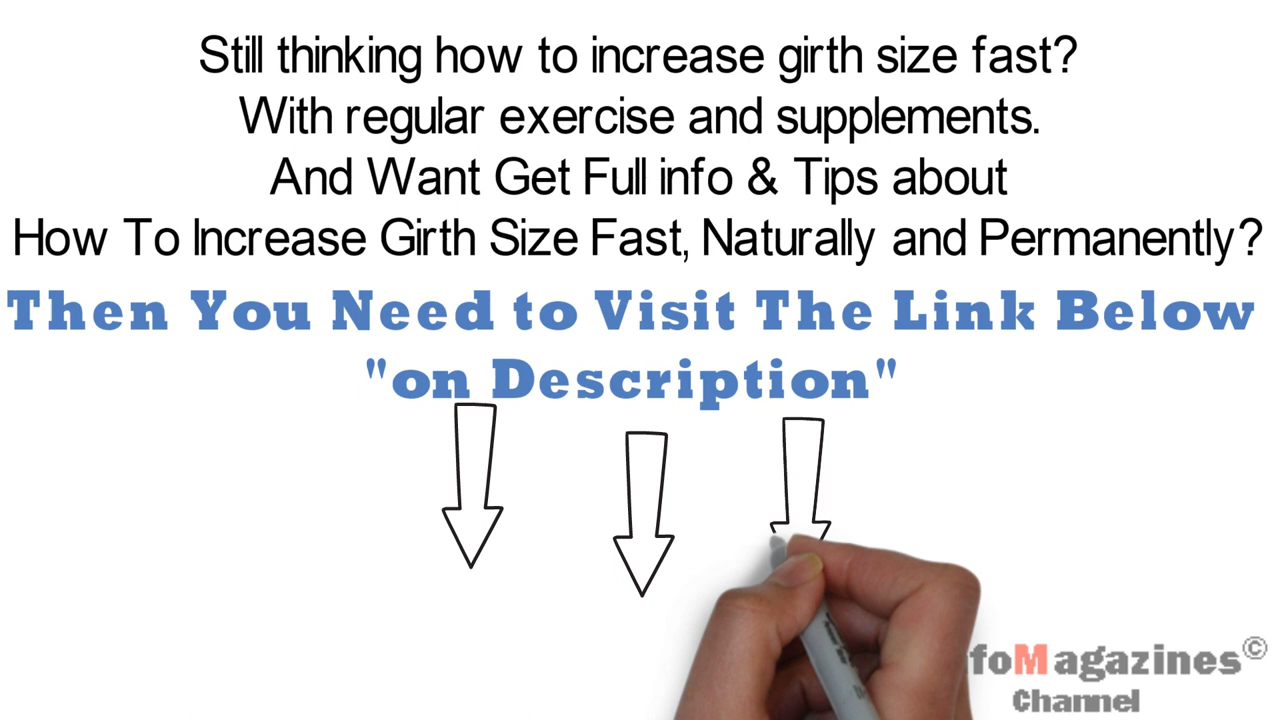 Still thinking how to increase girth size fast?
With regular exercise and supplements.
And Want Get Full info & Tips about
How To Increase Girth Size Fast, Naturally and Permanently?
Then You Need to Visit The Link Below
"on Description"
foMagazines©
Channel